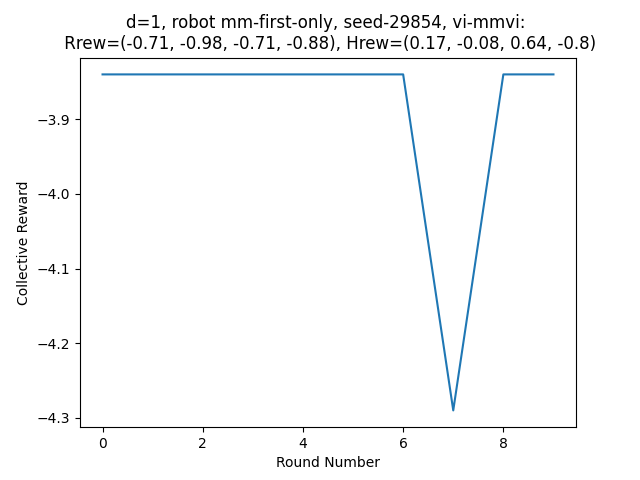 d=1, robot mm-first-only, seed-29854, vi-mmvi:
Rrew=(-0.71, -0.98, -0.71, -0.88), Hrew=(0.17, -0.08, 0.64, -0.8)
Collective Reward
−3.9
−4.0
−4.1
−4.2
−4.3
0 2 4 6 8
Round Number